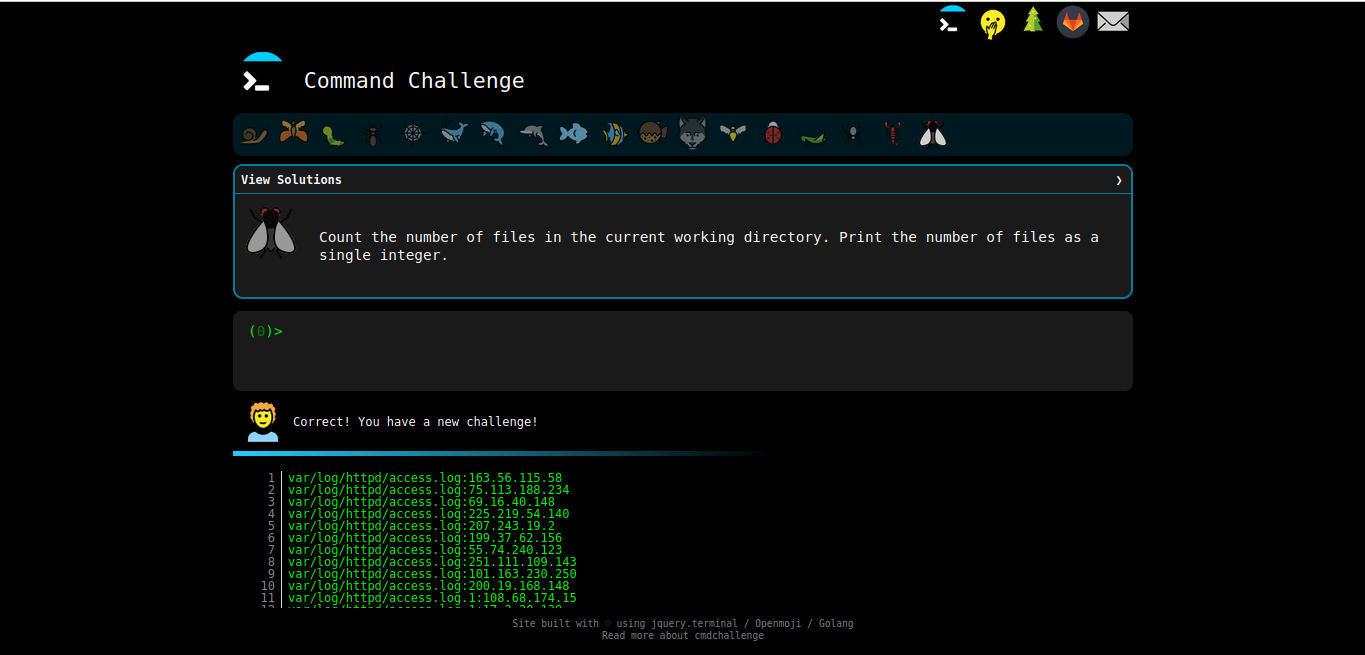 Command Challenge
View Solutions ❯
Count the number of files in the current working directory. Print the number of files as a
single integer.
(0)>
Correct! You have a new challenge!
1 var/log/httpd/access.log:163.56.115.58
2 var/log/httpd/access.log:75.113.188.234
3 var/log/httpd/access.log:69.16.40.148
4 var/log/httpd/access.log:225.219.54.140
5 var/log/httpd/access.log:207.243.19.2
6 var/log/httpd/access.log:199.37.62.156
7 var/log/httpd/access.log:55.74.240.123
8 var/log/httpd/access.log:251.111.109.143
9 var/log/httpd/access.log:101.163.230.250
10 var/log/httpd/access.log:200.19.168.148
11 var/log/httpd/access.log.1:108.68.174.15
Site built with ♡ using jquery.terminal / Openmoji / Golang
Read more about cmdchallenge